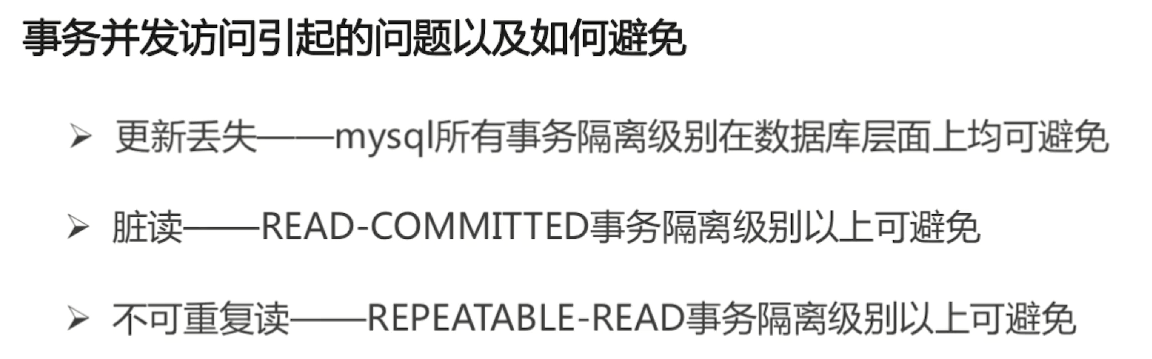 事务并发访问引起的问题以及如何避免
➢ 更新丢失——mysql所有事务隔离级别在数据库层面上均可避免
➢ 脏读——READ-COMMITTED事务隔离级别以上可避免
➢ 不可重复读——REPEATABLE-READ事务隔离级别以上可避免